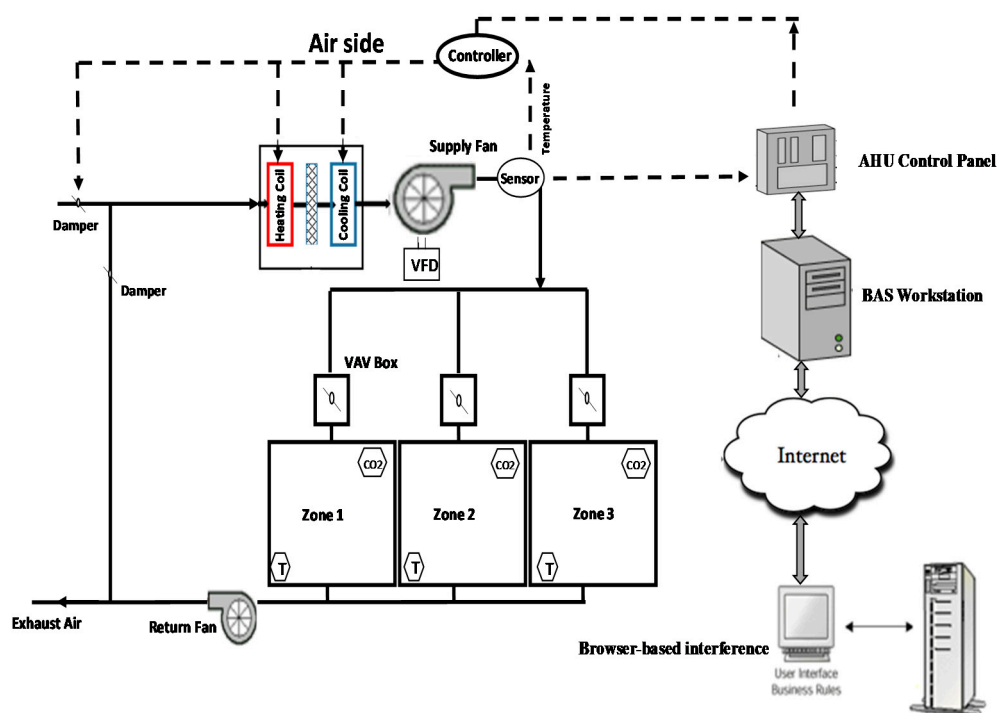 Air side
Controller
Temperature
Supply Fan
Sensor
AHU Control Panel
Heating Coil
Cooling Coil
Damper
VFD
Damper
BAS Workstation
VAV Box
CO2
CO2
CO2
Internet
Zone 1
Zone 2
Zone 3
T
T
T
Exhaust Air
Return Fan
Browser-based interference
User Interface
Business Rules